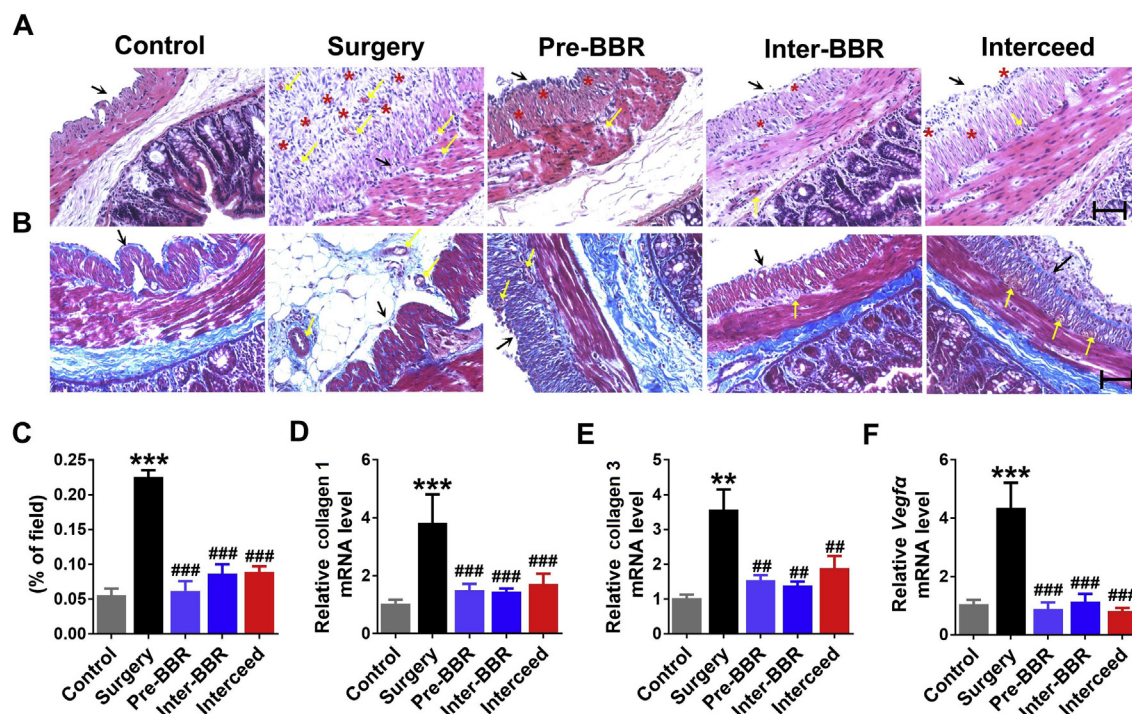 A
Control Surgery Pre-BBR Inter-BBR Interceed
B
C
(% of field)
0.25
0.20
0.15
0.10
0.05
0.00
***
###
###
###
Control
Surgery
Pre-BBR
Inter-BBR
Interceed
D
Relative collagen 1
mRNA level
6
4
2
0
***
###
###
###
Control
Surgery
Pre-BBR
Inter-BBR
Interceed
E
Relative collagen 3
mRNA level
5
4
3
2
1
0
**
##
##
##
Control
Surgery
Pre-BBR
Inter-BBR
Interceed
F
Relative Vegfα
mRNA level
6
4
2
0
***
###
###
###
Control
Surgery
Pre-BBR
Inter-BBR
Interceed